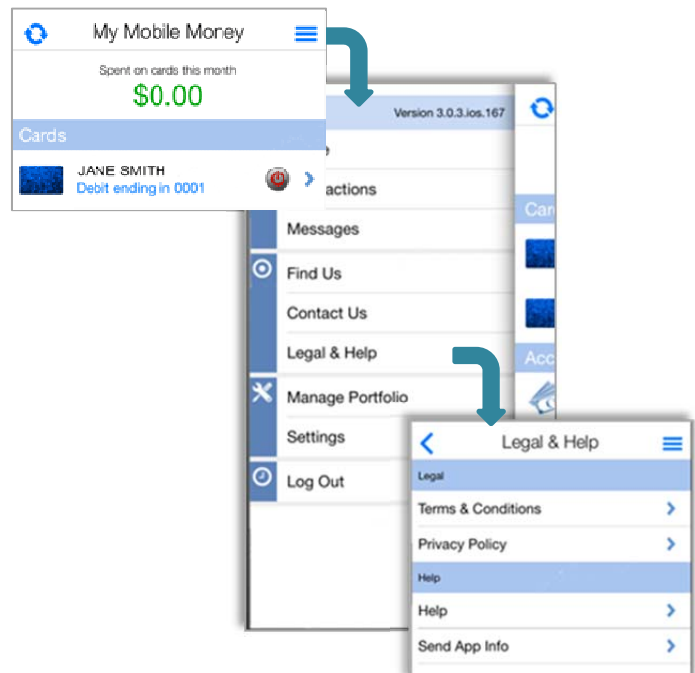 My Mobile Money
Spent on cards this month
$0.00
Cards
JANE SMITH
Debit ending in 0001
Version 3.0.3.ios.167
Messages
Find Us
Contact Us
Legal & Help
Manage Portfolio
Settings
Log Out
Legal & Help
Legal
Terms & Conditions
Privacy Policy
Help
Help
Send App Info